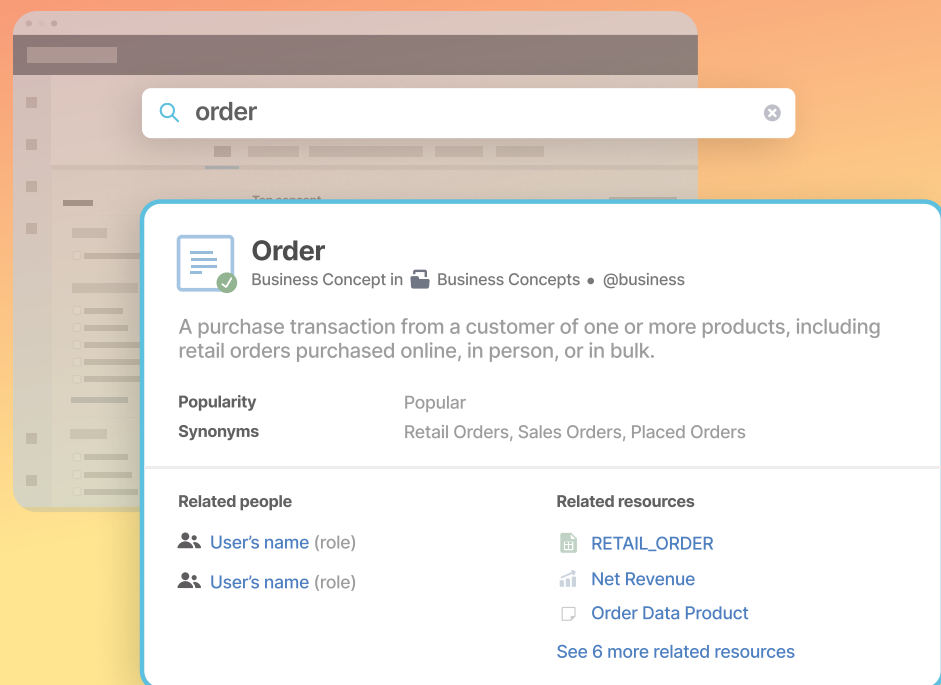 order
Order
Business Concept in Business Concepts • @business
A purchase transaction from a customer of one or more products, including
retail orders purchased online, in person, or in bulk.
Popularity Popular
Synonyms Retail Orders, Sales Orders, Placed Orders
Related people
User’s name (role)
User’s name (role)
Related resources
RETAIL_ORDER
Net Revenue
Order Data Product
See 6 more related resources